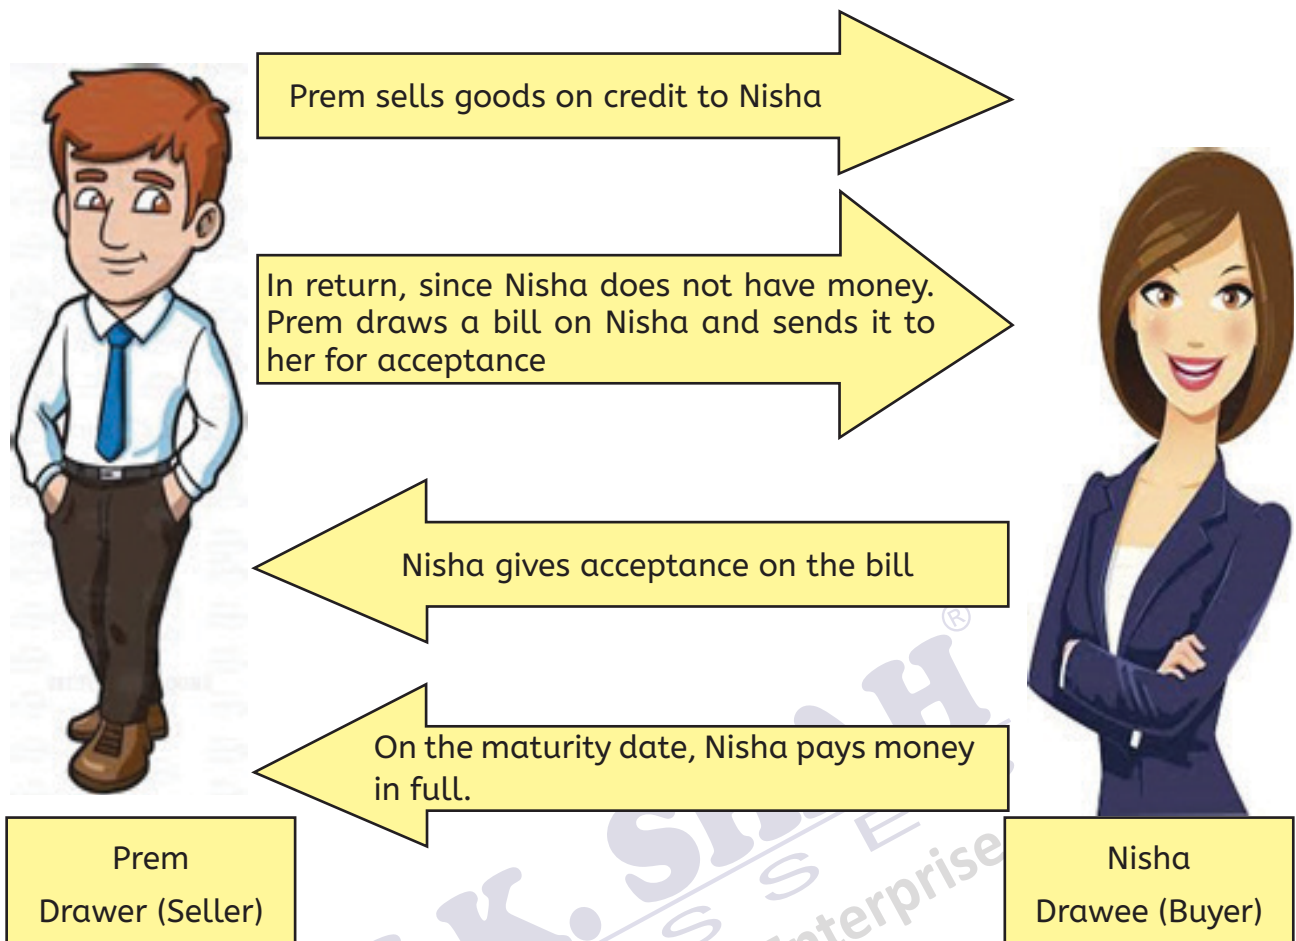 Prem sells goods on credit to Nisha
In return, since Nisha does not have money.
Prem draws a bill on Nisha and sends it to
her for acceptance
Nisha gives acceptance on the bill
®
On the maturity date, Nisha pays money
in full.
K. SHAH
Enterprise
Prem
Drawer (Seller)
Nisha
Drawee (Buyer)